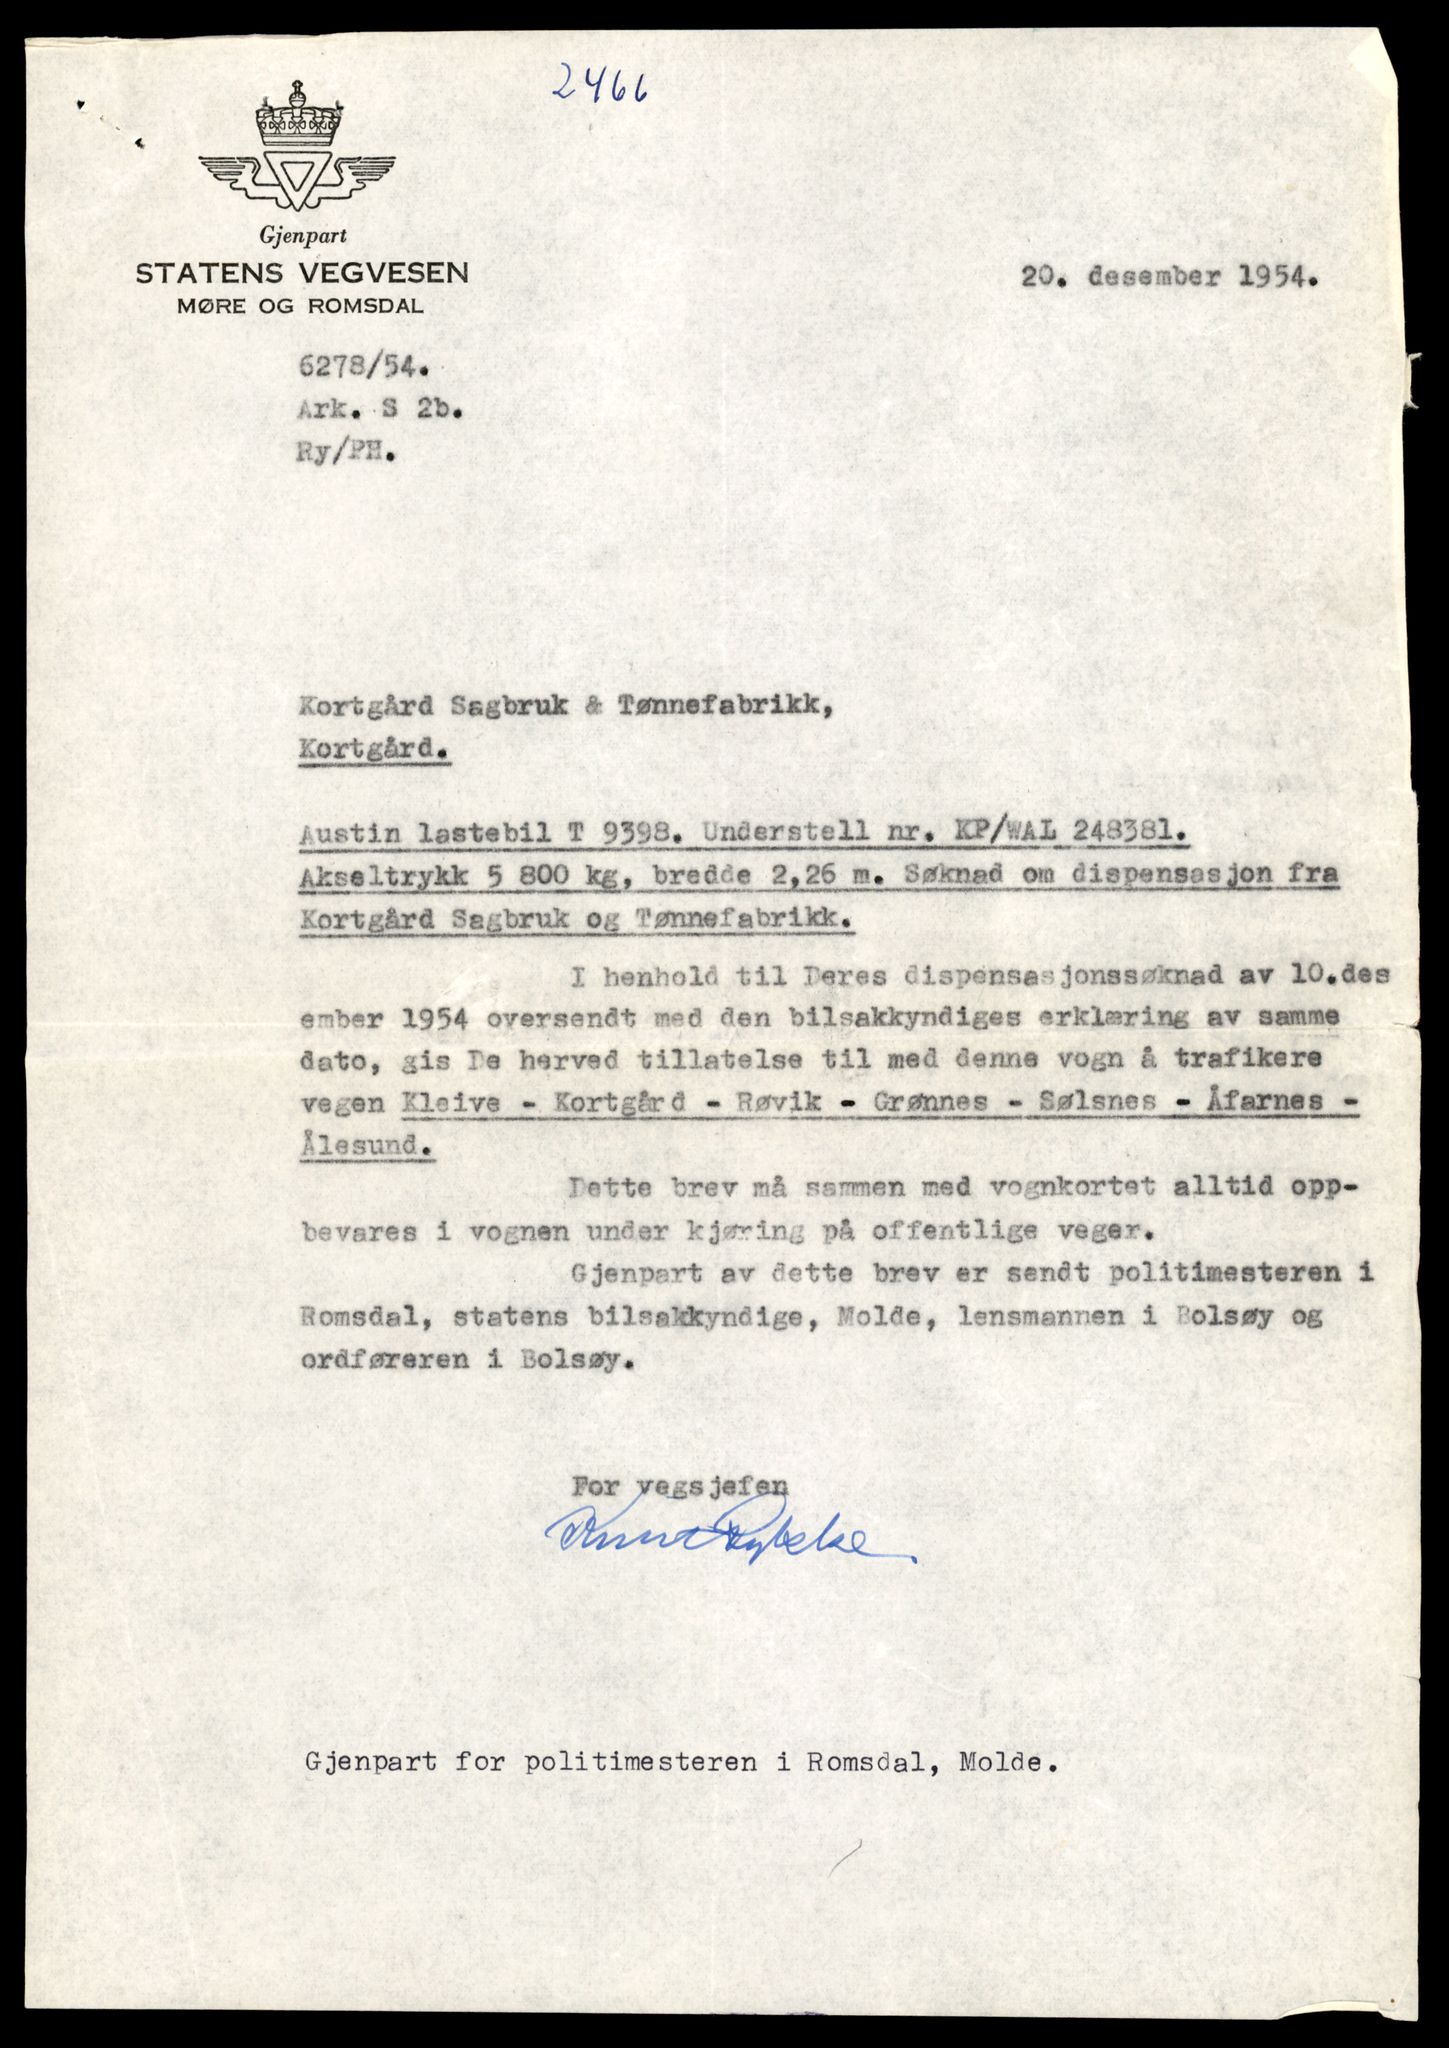 2466
Gjenpart
STATENS VEGVESEN
MØRE OG ROMSDAL
20. desember 1954.
6278/54.
Ark. S 2b.
Ry/PH.
Kortgård Sagbruk & Tønnefabrikk,
Kortgård.
Austin lastebil T 9398. Understell nr. KP/WAL 248381.
Akseltrykk 5 800 kg, bredde 2,26 m. Søknad om dispensasjon fra
Kortgård Sagbruk og Tønnefabrikk.
I henhold til Deres dispensasjonssøknad av 10.des
ember 1954 oversendt med den bilsakkyndiges erklæring av samme
dato, gis De herved tillatelse til med denne vogn å trafikere
vegen Kleive - Kortgård - Røvik - Grønnes - Sølsnes - Åfarnes -
Ålesund.
Dette brev må sammen med vognkortet alltid opp-
bevares i vognen under kjøring på offentlige veger.
Gjenpart av dette brev er sendt politimesteren i
Romsdal, statens bilsakkyndige, Molde, lensmannen i Bolsøy og
ordføreren i Bolsøy.
For vegsjefen
Gjenpart for politimesteren i Romsdal, Molde.